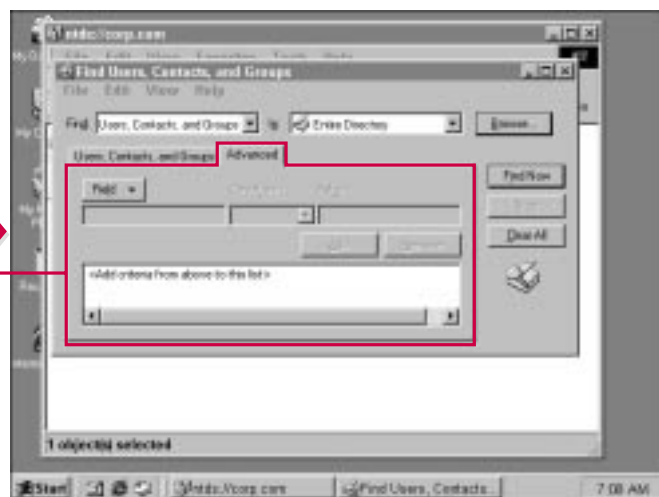 ntds://corp.com
File Edit View Favorites Tools Help
Find Users, Contacts, and Groups
File Edit View Help
Find: Users, Contacts, and Groups In: Entire Directory Browse...
Users, Contacts, and Groups Advanced
Field Condition: Value:
Find Now
Stop
Clear All
Add Remove
<Add criteria from above to this list>
1 object(s) selected
Start ntds://corp.com Find Users, Contacts... 7:08 AM